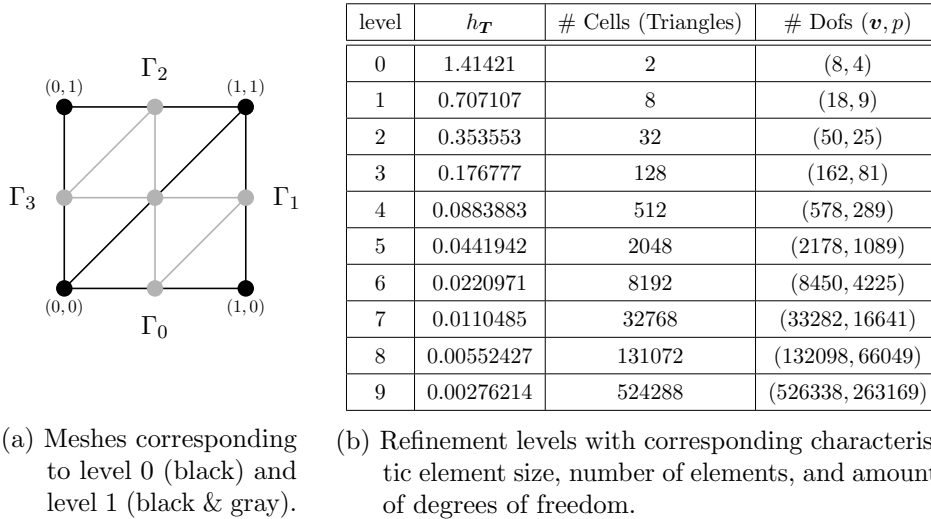 Γ2
(0, 1) (1, 1)
Γ3 Γ1
(0, 0) (1, 0)
Γ0
(a) Meshes corresponding
to level 0 (black) and
level 1 (black & gray).
level hT # Cells (Triangles) # Dofs (v, p)
0 1.41421 2 (8, 4)
1 0.707107 8 (18, 9)
2 0.353553 32 (50, 25)
3 0.176777 128 (162, 81)
4 0.0883883 512 (578, 289)
5 0.0441942 2048 (2178, 1089)
6 0.0220971 8192 (8450, 4225)
7 0.0110485 32768 (33282, 16641)
8 0.00552427 131072 (132098, 66049)
9 0.00276214 524288 (526338, 263169)
(b) Refinement levels with corresponding characteris
tic element size, number of elements, and amount
of degrees of freedom.